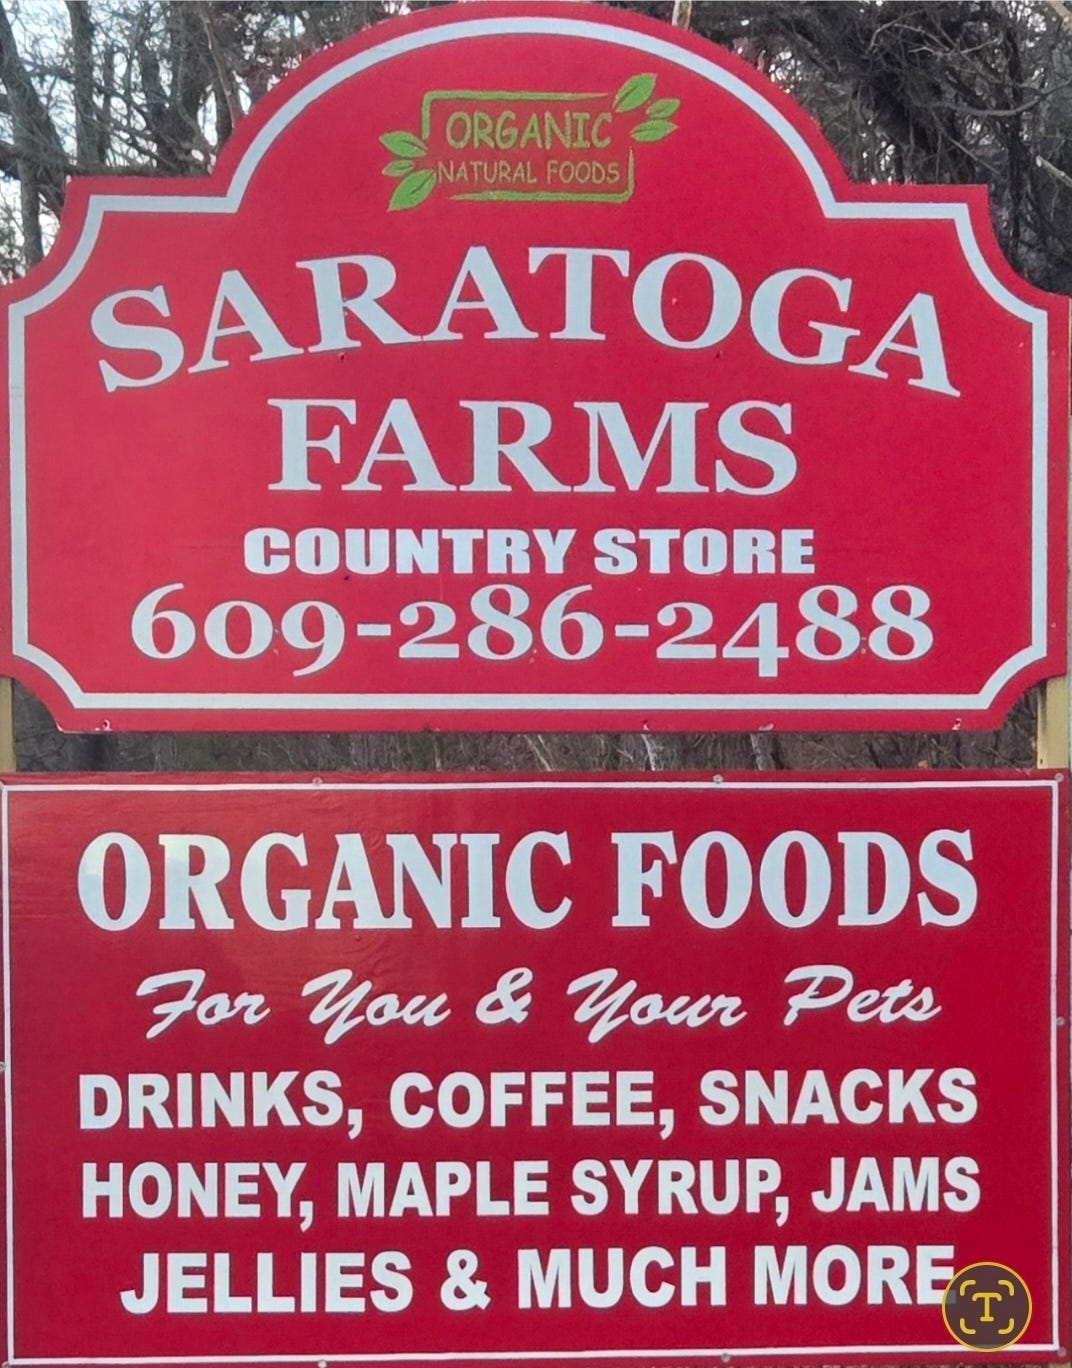 ORGANIC
NATURAL FOODS
SARATOGA
FARMS
COUNTRY STORE
609-286-2488
ORGANIC FOODS
For You & Your Pets
DRINKS, COFFEE, SNACKS
HONEY, MAPLE SYRUP, JAMS
JELLIES & MUCH MORE
T